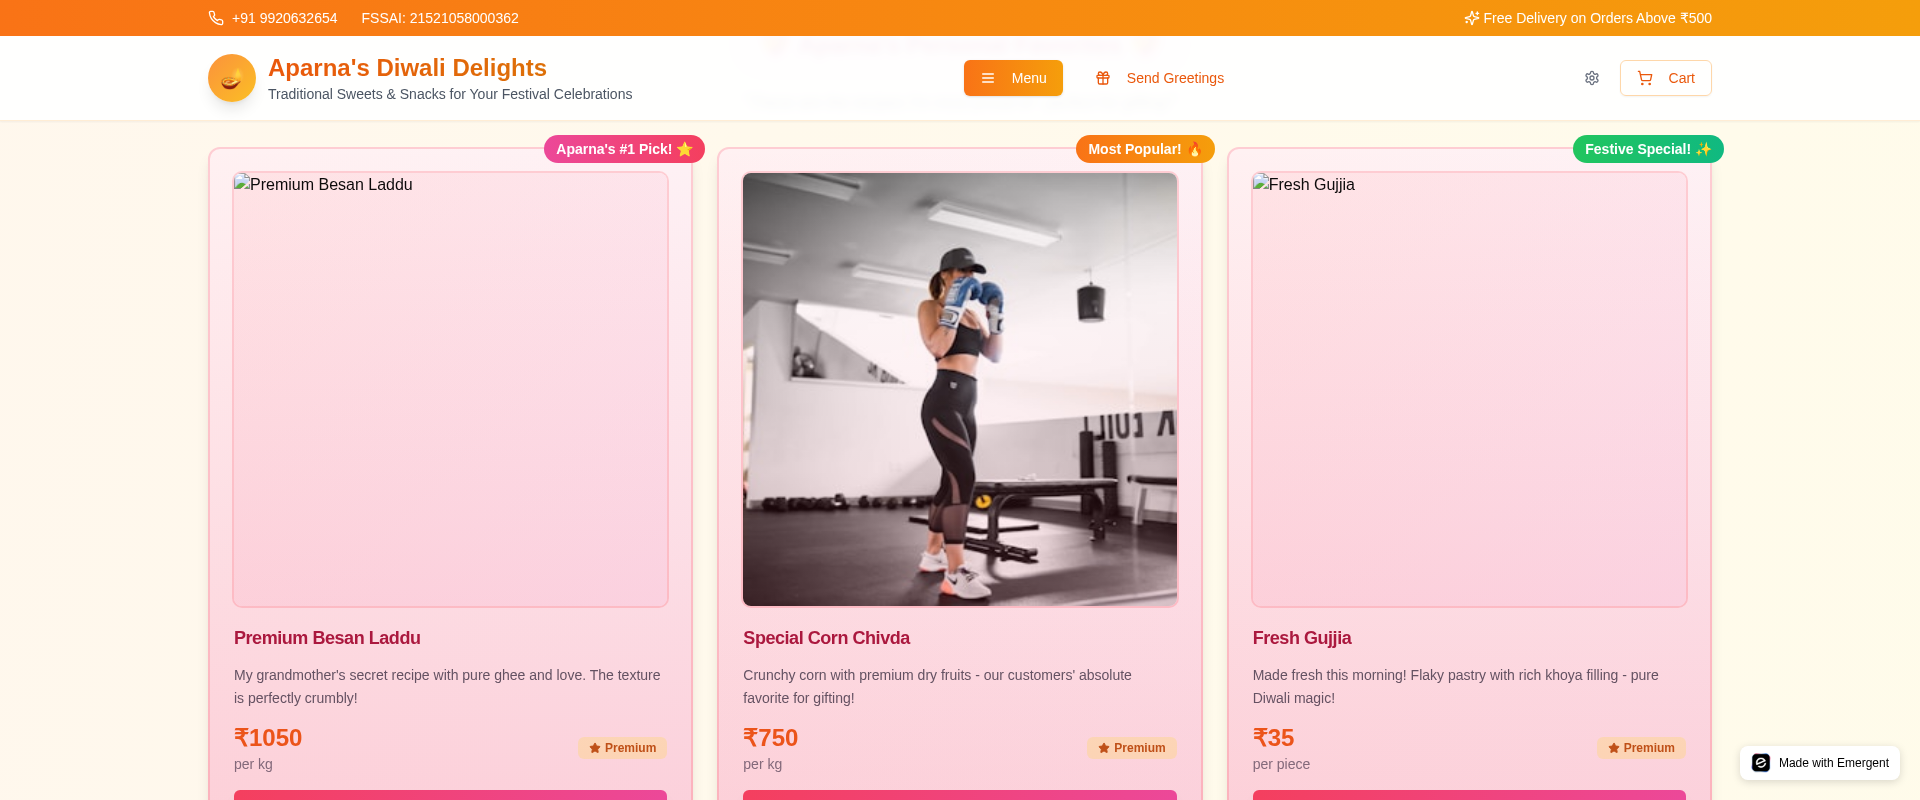 +91 9920632654
FSSAI: 21521058000362
Free Delivery on Orders Above ₹500
Aparna's Diwali Delights
Traditional Sweets & Snacks for Your Festival Celebrations
Menu
Send Greetings
Cart
Aparna's #1 Pick! ⭐
Most Popular! 🔥
Festive Special! ✨
Premium Besan Laddu
Fresh Gujjia
Premium Besan Laddu
My grandmother's secret recipe with pure ghee and love. The texture
is perfectly crumbly!
₹1050
per kg
Premium
Special Corn Chivda
Crunchy corn with premium dry fruits - our customers' absolute
favorite for gifting!
₹750
per kg
Premium
Fresh Gujjia
Made fresh this morning! Flaky pastry with rich khoya filling - pure
Diwali magic!
₹35
per piece
Premium
Made with Emergent